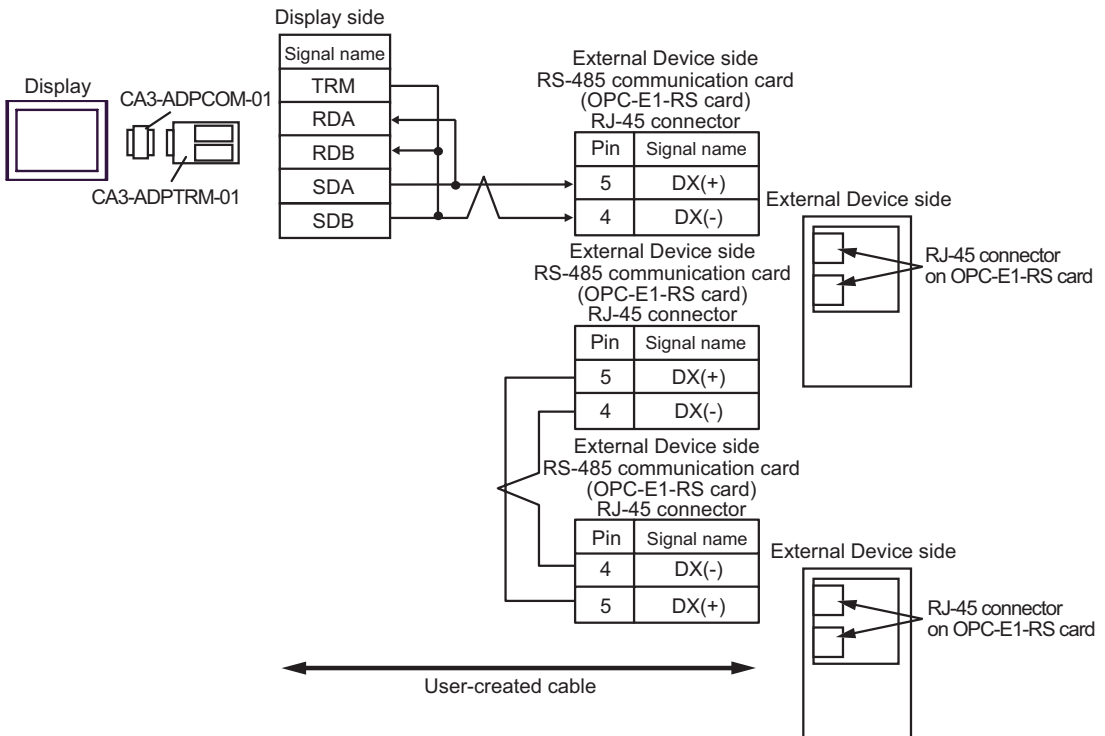 Display side
Signal name
TRM
RDA
RDB
SDA
SDB
Display
CA3-ADPCOM-01
CA3-ADPTRM-01
External Device side
RS-485 communication card
(OPC-E1-RS card)
RJ-45 connector
Pin Signal name
5 DX(+)
4 DX(-)
External Device side
RJ-45 connector
on OPC-E1-RS card
External Device side
RS-485 communication card
(OPC-E1-RS card)
RJ-45 connector
Pin Signal name
5 DX(+)
4 DX(-)
External Device side
RS-485 communication card
(OPC-E1-RS card)
RJ-45 connector
Pin Signal name
4 DX(-)
5 DX(+)
External Device side
RJ-45 connector
on OPC-E1-RS card
User-created cable